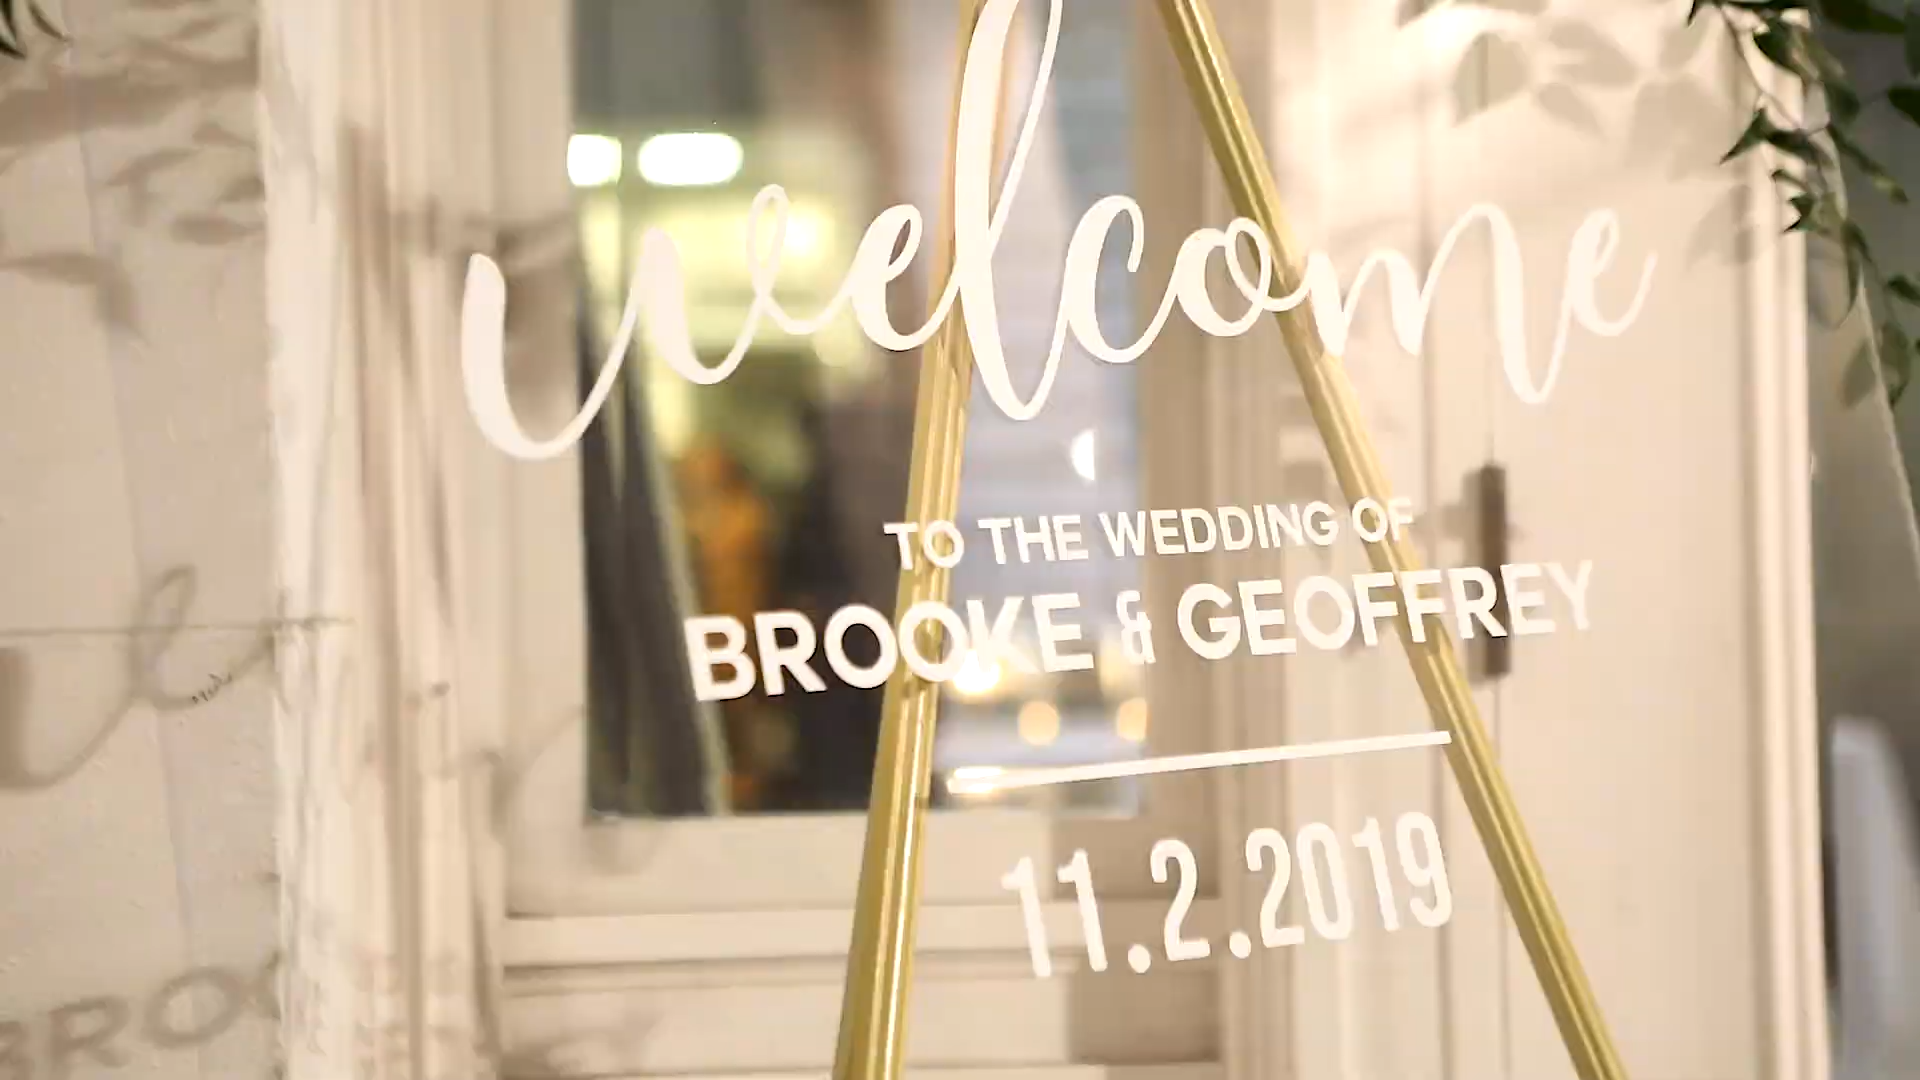 welcome
TO THE WEDDING OF
BROOKE & GEOFFREY
11.2.2019